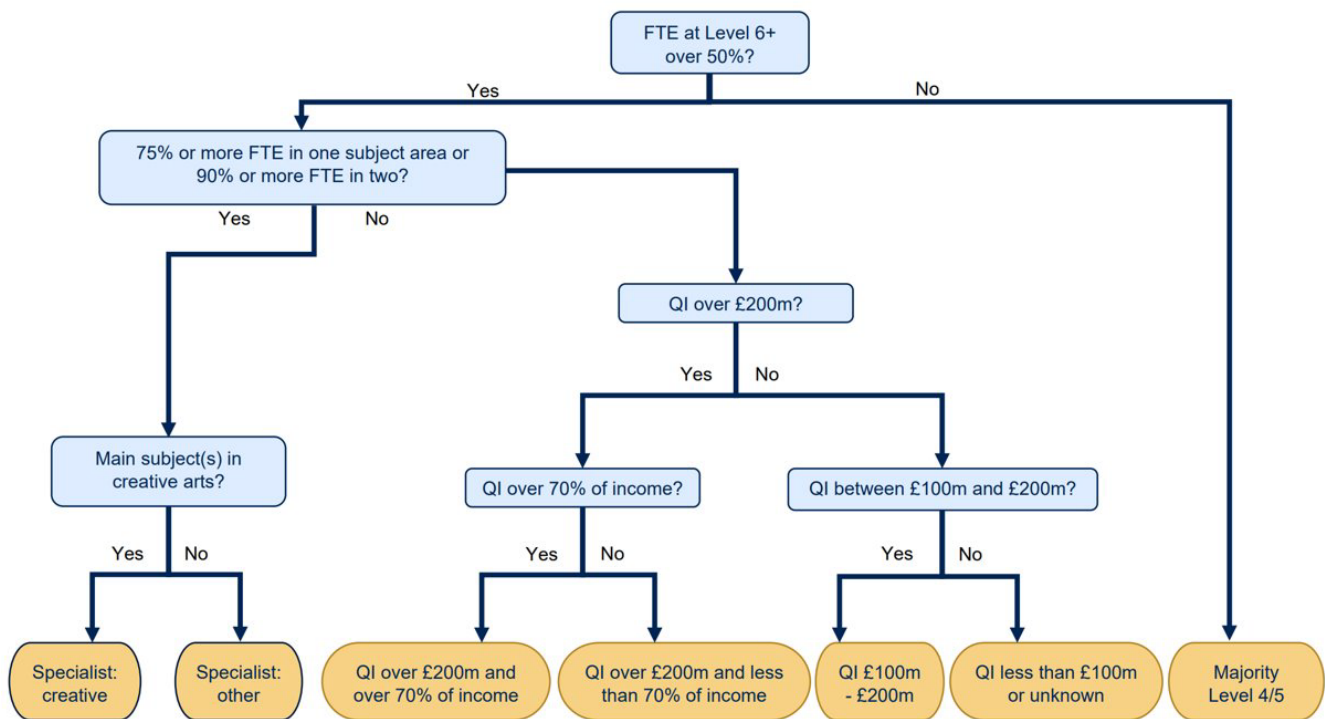 FTE at Level 6+
over 50%?
Yes
No
75% or more FTE in one subject area or
90% or more FTE in two?
Yes
No
QI over £200m?
Yes
No
Main subject(s) in
creative arts?
QI over 70% of income?
QI between £100m and £200m?
Yes
No
Yes
No
Yes
No
Specialist:
creative
Specialist:
other
QI over £200m and
over 70% of income
QI over £200m and less
than 70% of income
QI £100m
- £200m
QI less than £100m
or unknown
Majority
Level 4/5